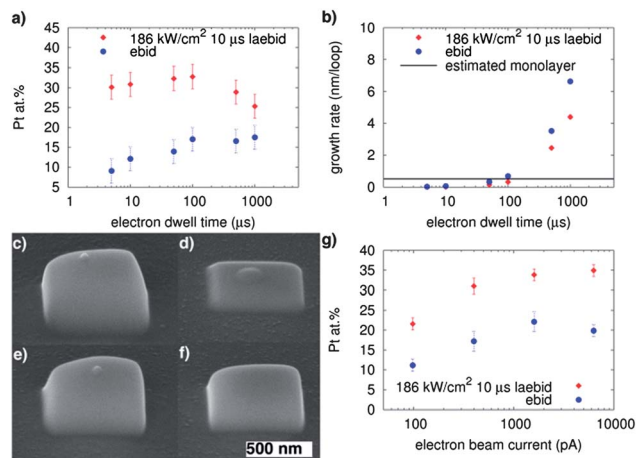 a)
186 kW/cm² 10 µs laebid
ebid
Pt at.%
45
40
35
30
25
20
15
10
5
1 10 100 1000
electron dwell time (µs)
b)
186 kW/cm² 10 µs laebid
ebid
estimated monolayer
growth rate (nm/loop)
10
8
6
4
2
0
1 10 100 1000
electron dwell time (µs)
c)
d)
e)
f)
500 nm
g)
Pt at.%
40
35
30
25
20
15
10
5
0
186 kW/cm² 10 µs laebid
ebid
100 1000 10000
electron beam current (pA)